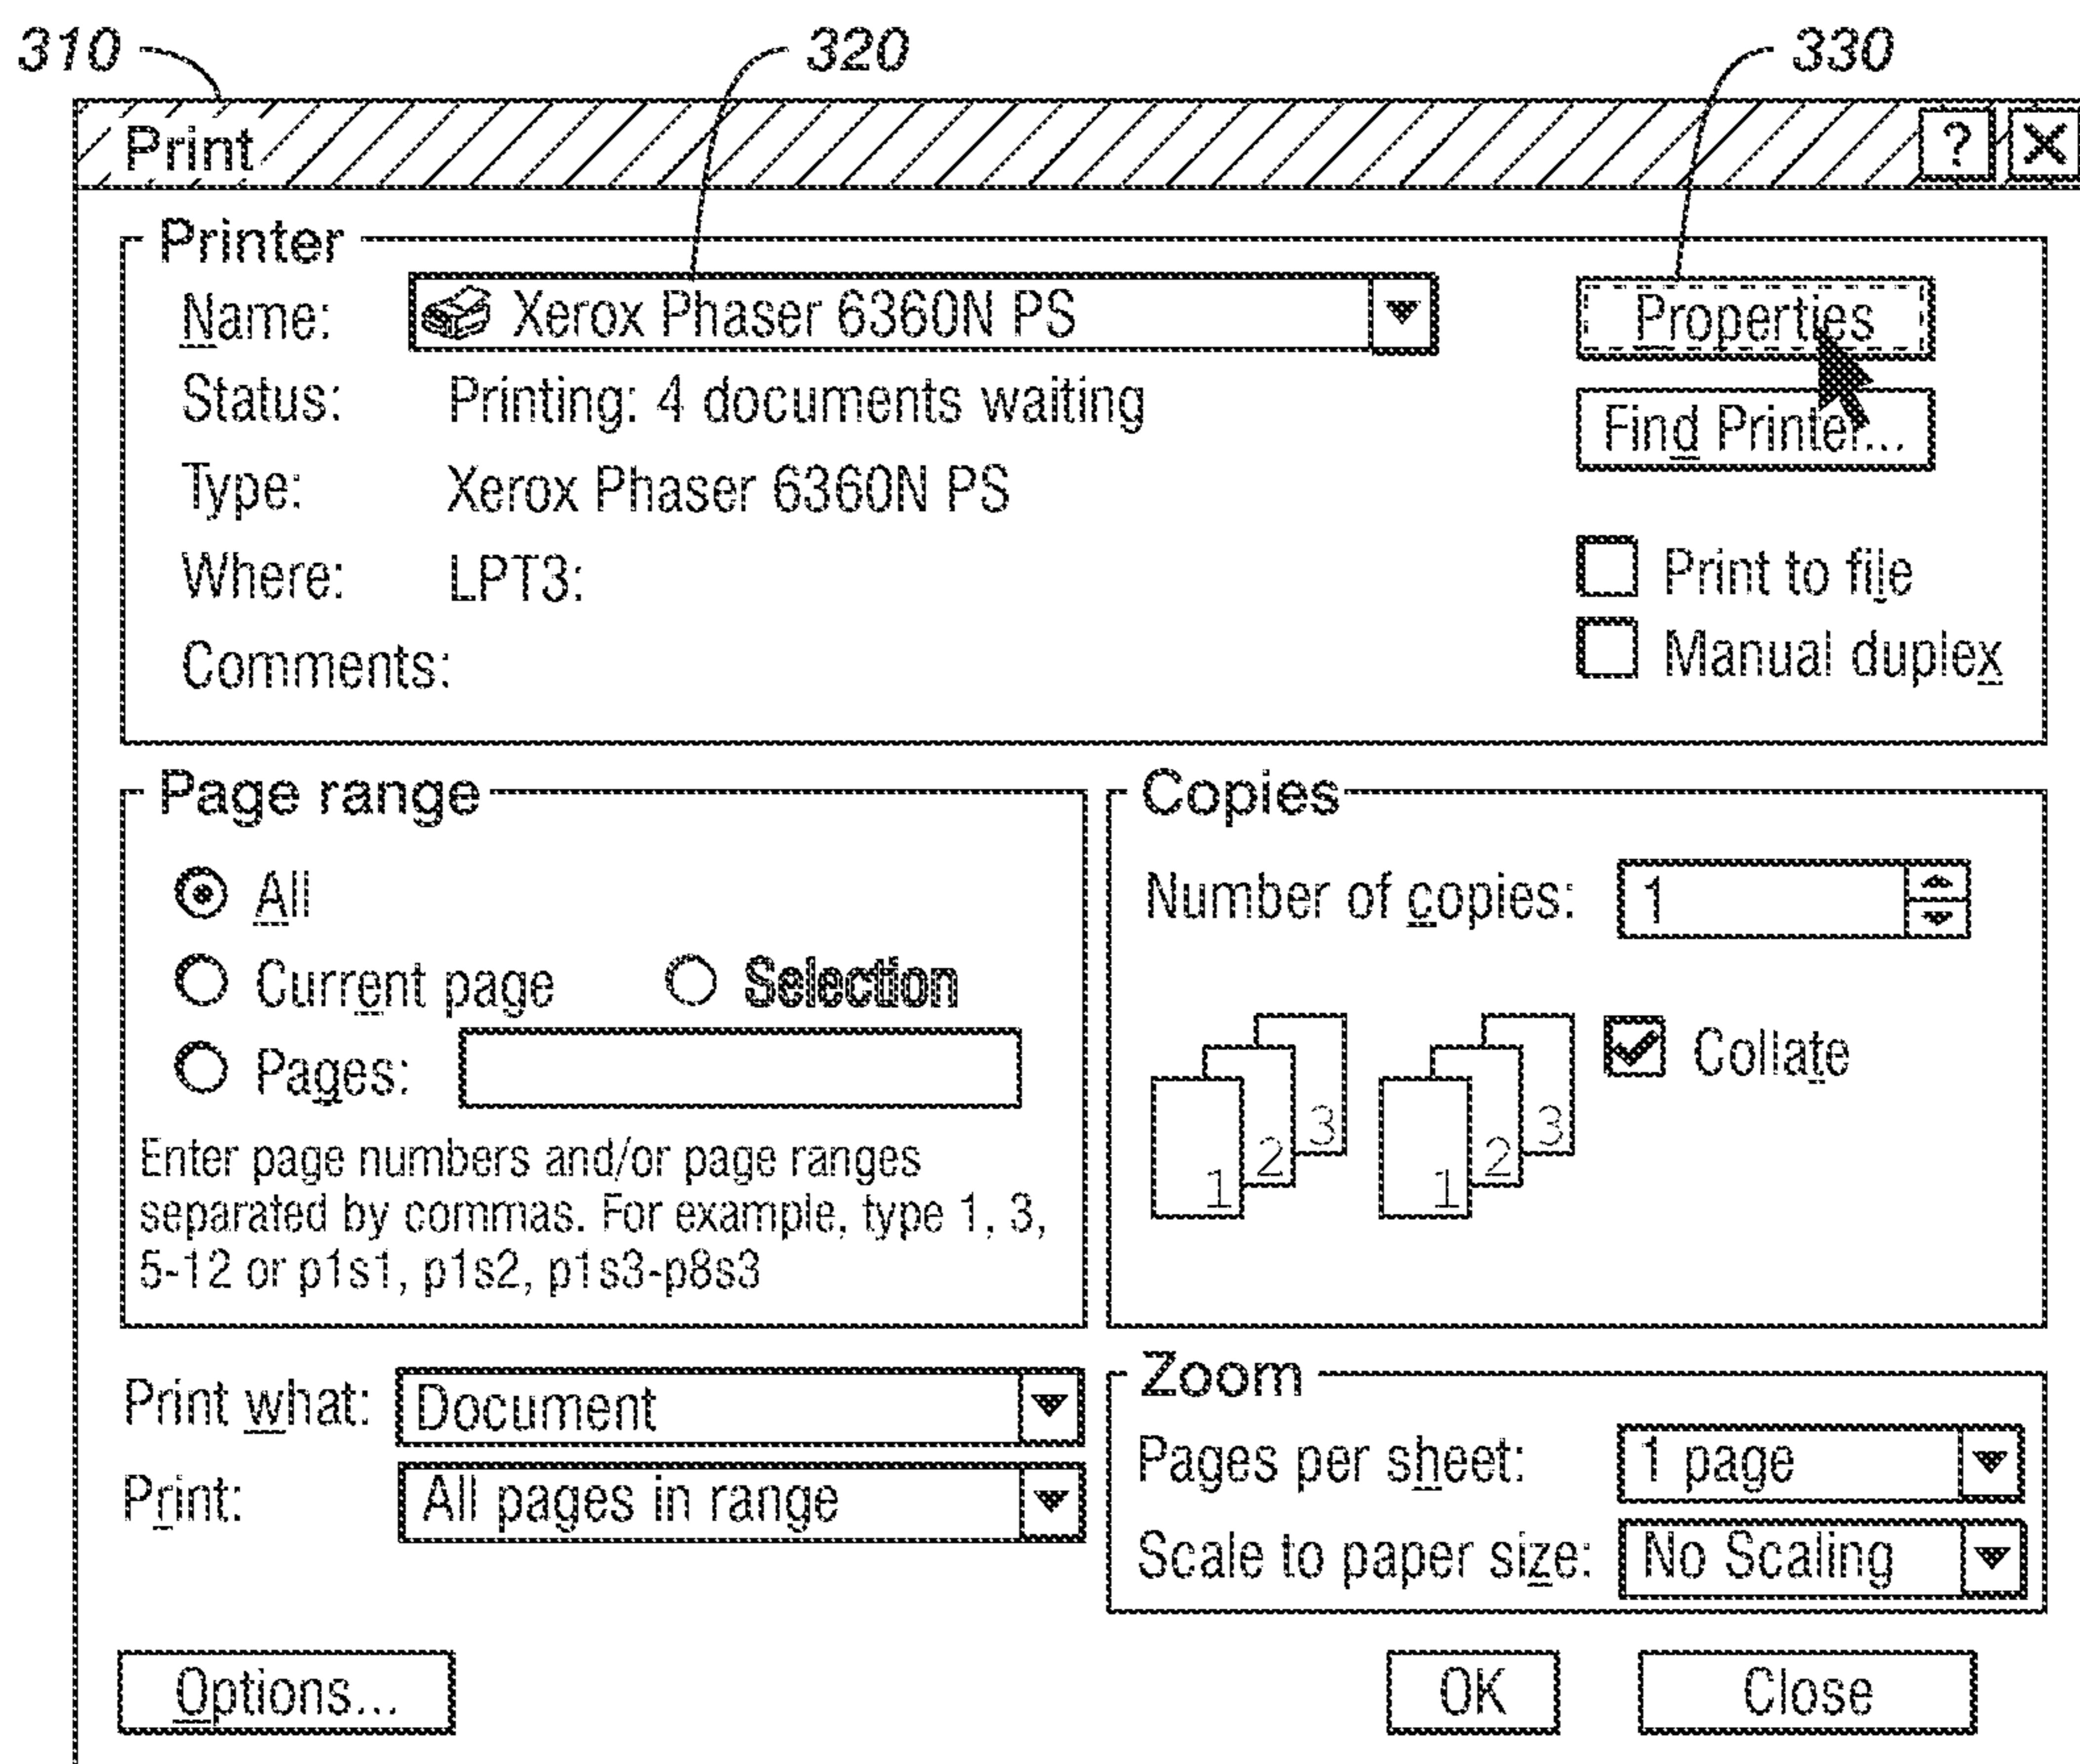 310 320 330
Print ? X
Printer
Name: Xerox Phaser 6360N PS Properties
Status: Printing: 4 documents waiting Find Printer...
Type: Xerox Phaser 6360N PS
Where: LPT3: Print to file
Comments: Manual duplex
Page range
All
Current page Selection
Pages:
Enter page numbers and/or page ranges
separated by commas. For example, type 1, 3,
5-12 or p1s1, p1s2, p1s3-p8s3
Copies
Number of copies: 1
Collate
1 2 3 1 2 3
Print what: Document
Print: All pages in range
Zoom
Pages per sheet: 1 page
Scale to paper size: No Scaling
Options... OK Close